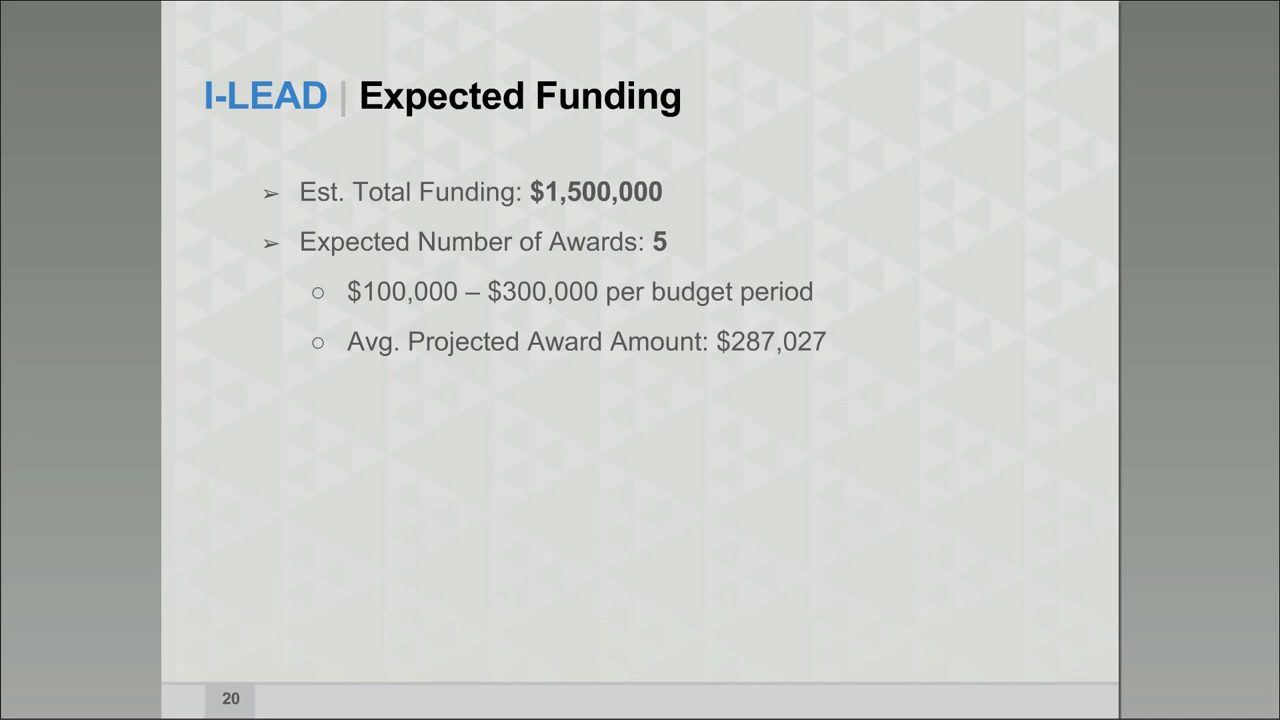 I-LEAD | Expected Funding
➢ Est. Total Funding: $1,500,000
➢ Expected Number of Awards: 5
○ $100,000 – $300,000 per budget period
○ Avg. Projected Award Amount: $287,027
20